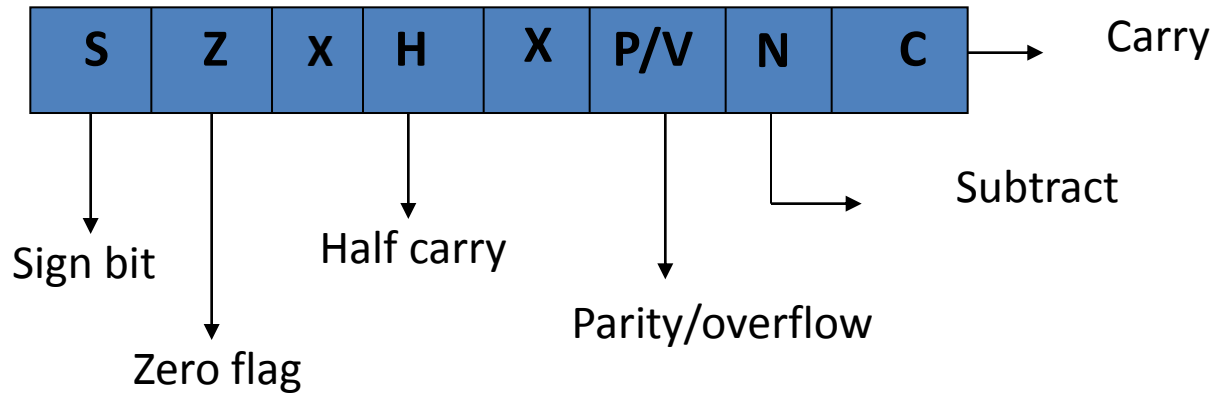 S Z X H X P/V N C
Carry
Subtract
Half carry
Sign bit
Parity/overflow
Zero flag